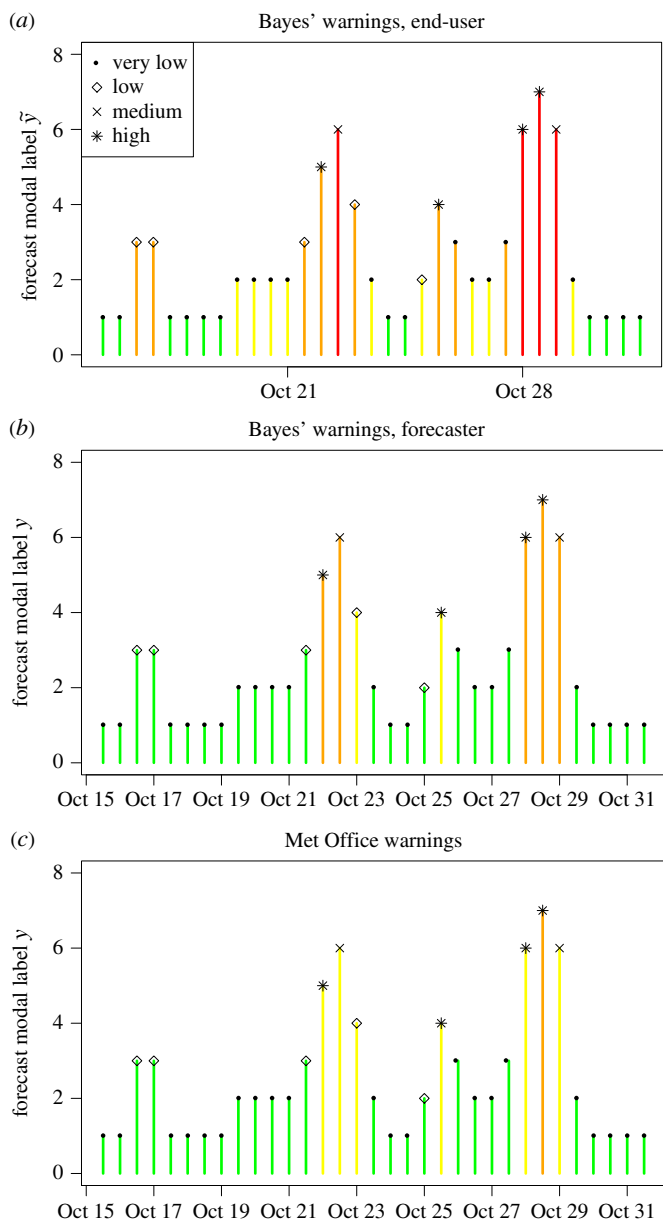 (a) Bayes’ warnings, end-user
very low
low
medium
high
8
6
4
2
0
forecast modal label ỹ
Oct 21 Oct 28
(b) Bayes’ warnings, forecaster
8
6
4
2
0
forecast modal label y
Oct 15 Oct 17 Oct 19 Oct 21 Oct 23 Oct 25 Oct 27 Oct 29 Oct 31
(c) Met Office warnings
8
6
4
2
0
forecast modal label y
Oct 15 Oct 17 Oct 19 Oct 21 Oct 23 Oct 25 Oct 27 Oct 29 Oct 31